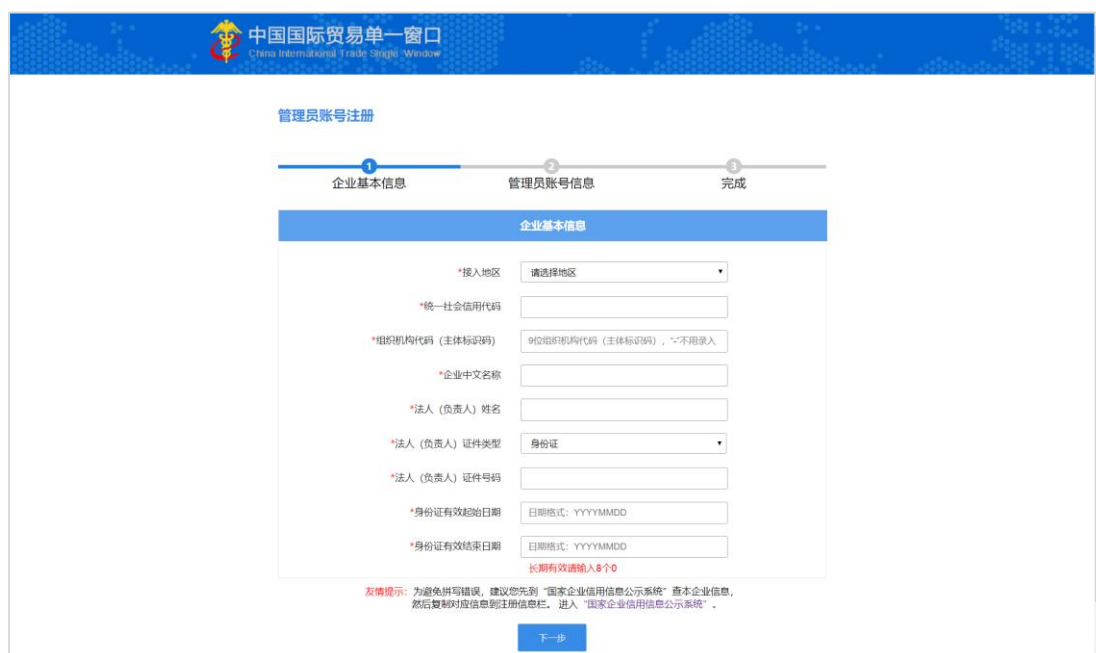 中国国际贸易单一窗口
China International Trade Single Window
管理员账号注册
1
2
3
企业基本信息
管理员账号信息
完成
企业基本信息
*接入地区 请选择地区
*统一社会信用代码
*组织机构代码（主体标识码） 9位组织机构代码（主体标识码），"-"不用录入
*企业中文名称
*法人（负责人）姓名
*法人（负责人）证件类型 身份证
*法人（负责人）证件号码
*身份证有效起始日期 日期格式：YYYYMMDD
*身份证有效结束日期 日期格式：YYYYMMDD
长期有效请输入8个0
友情提示：为避免拼写错误，建议您先到“国家企业信用信息公示系统”查本企业信息，
然后复制对应信息到注册信息栏。进入“国家企业信用信息公示系统”。
下一步